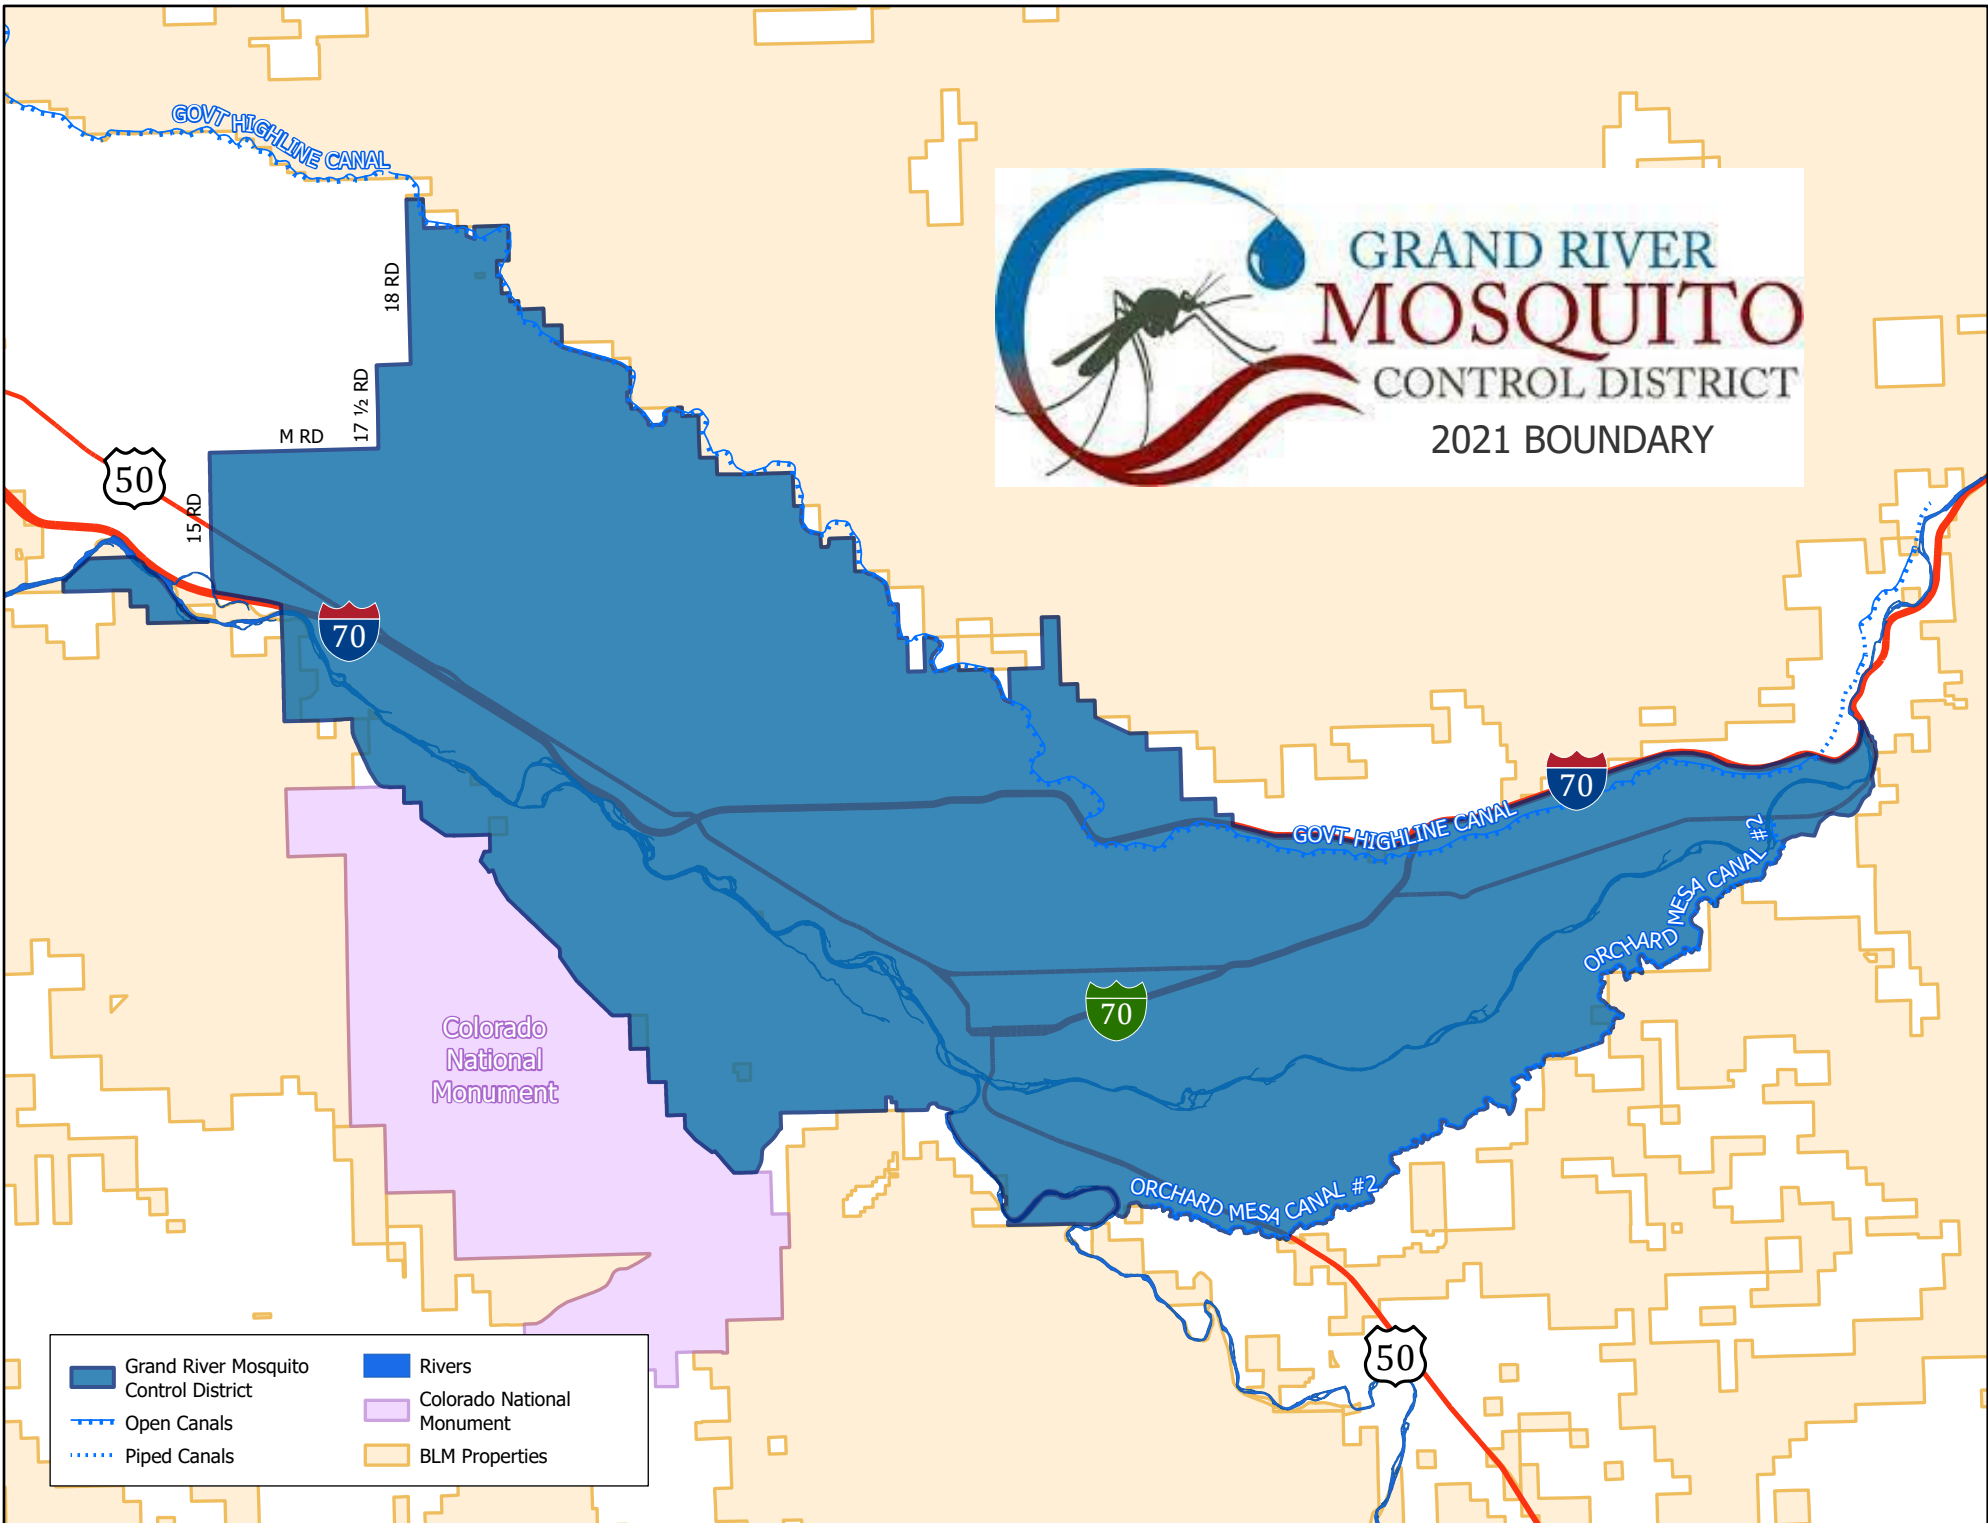 GOVT HIGHLINE CANAL
GRAND RIVER
MOSQUITO
CONTROL DISTRICT
2021 BOUNDARY
18 RD
17 ½ RD
M RD
15 RD
50
70
70
GOVT HIGHLINE CANAL
ORCHARD MESA CANAL #2
70
Colorado
National
Monument
ORCHARD MESA CANAL #2
50
Grand River Mosquito
Control District
Open Canals
Piped Canals
Rivers
Colorado National
Monument
BLM Properties